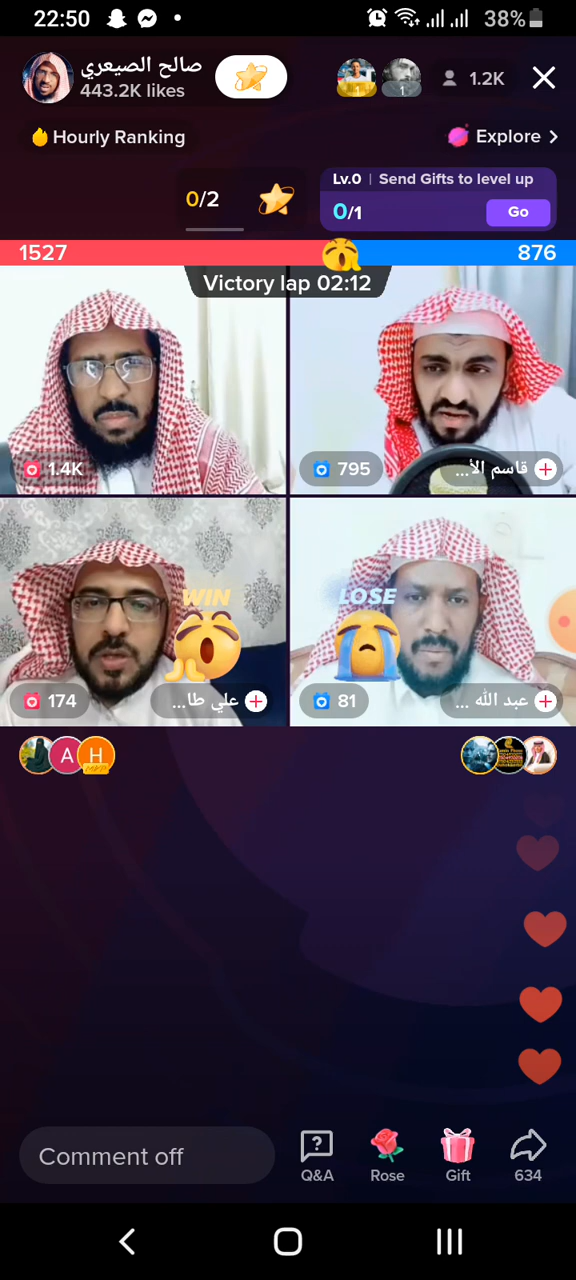 22:50
38%
صالح الصيعري
443.2K likes
1
1
1.2K
Hourly Ranking
Explore >
0/2
Lv.0 | Send Gifts to level up
0/1
Go
1527
876
Victory lap 02:12
1.4K
795
قاسم الأ...
WIN
LOSE
174
علي طا...
81
عبد الله ...
A
H
Comment off
Q&A
Rose
Gift
634